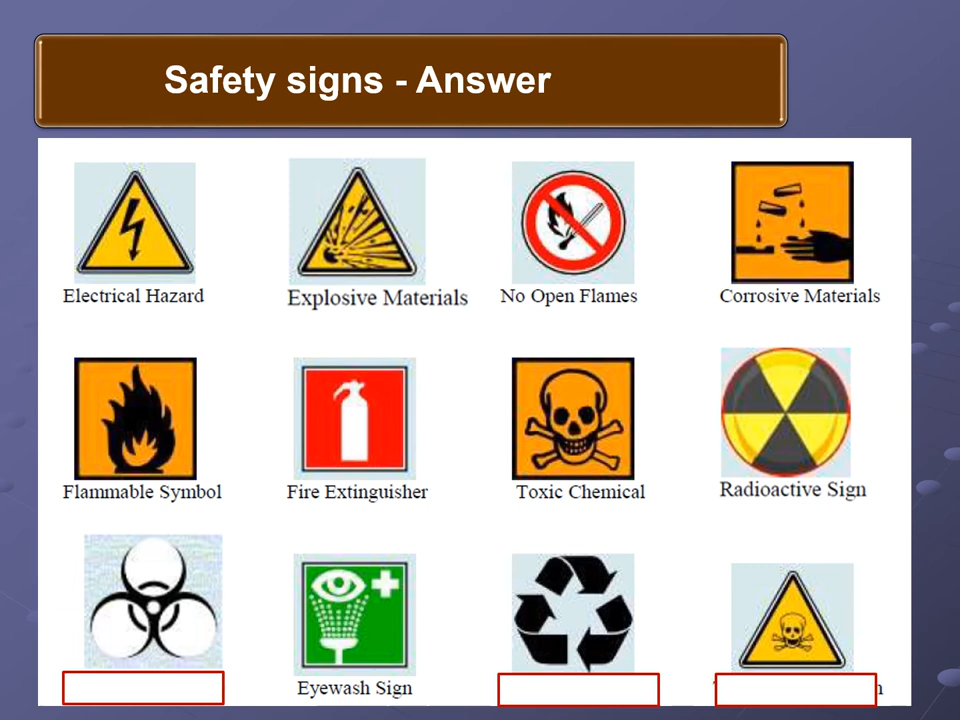 Safety signs - Answer
Electrical Hazard
Explosive Materials
No Open Flames
Corrosive Materials
Flammable Symbol
Fire Extinguisher
Toxic Chemical
Radioactive Sign
Eyewash Sign